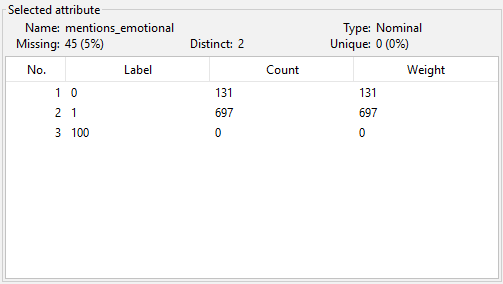 Selected attribute
Name: mentions_emotional Type: Nominal
Missing: 45 (5%) Distinct: 2 Unique: 0 (0%)
No. Label Count Weight
1 0 131 131
2 1 697 697
3 100 0 0